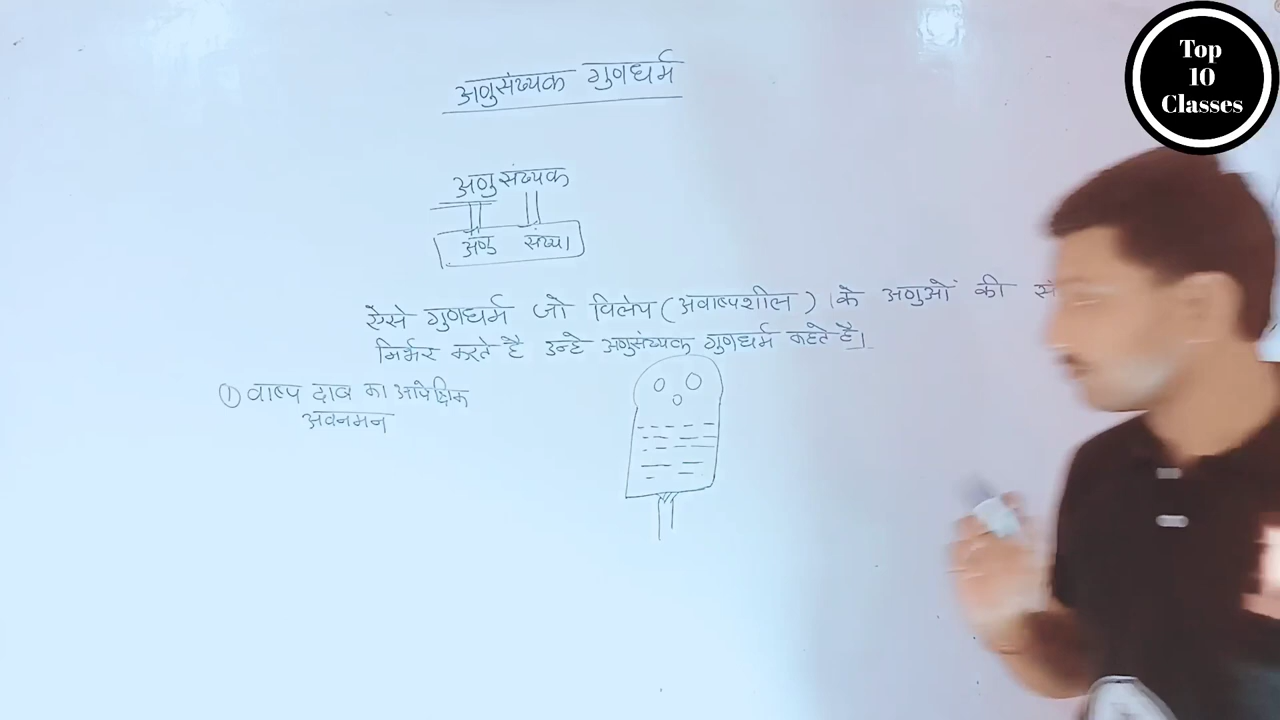 अणुसंख्यक गुणधर्म
अणुसंख्यक
अणु संख्या
ऐसे गुणधर्म जो विलेय (अवाष्पशील) के अणुओं की सं
निर्भर करते है उन्हे अणुसंख्यक गुणधर्म कहते है।
① वाष्प दाब का आपेक्षिक
अवनमन
Top
10
Classes